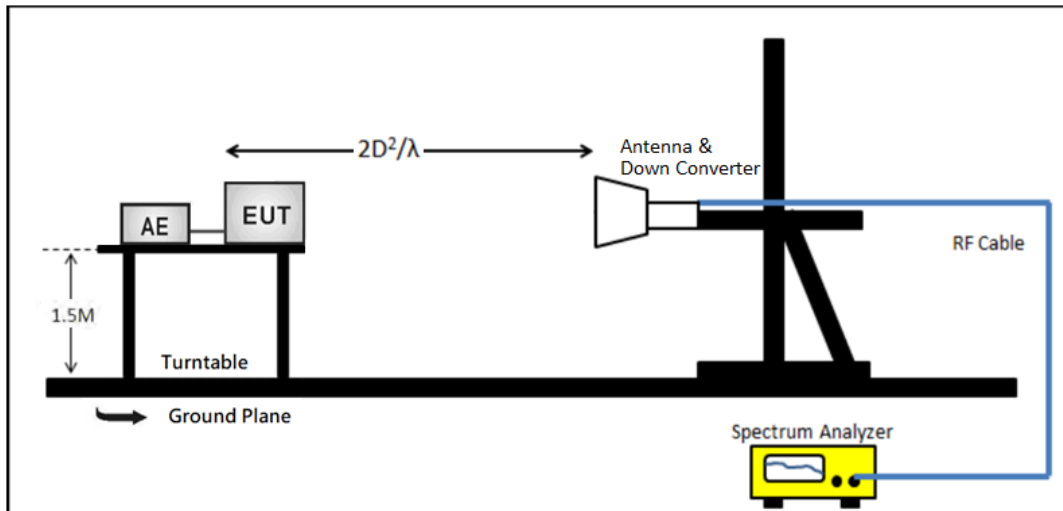 2D²/λ
Antenna &
Down Converter
AE
EUT
RF Cable
1.5M
Turntable
Ground Plane
Spectrum Analyzer